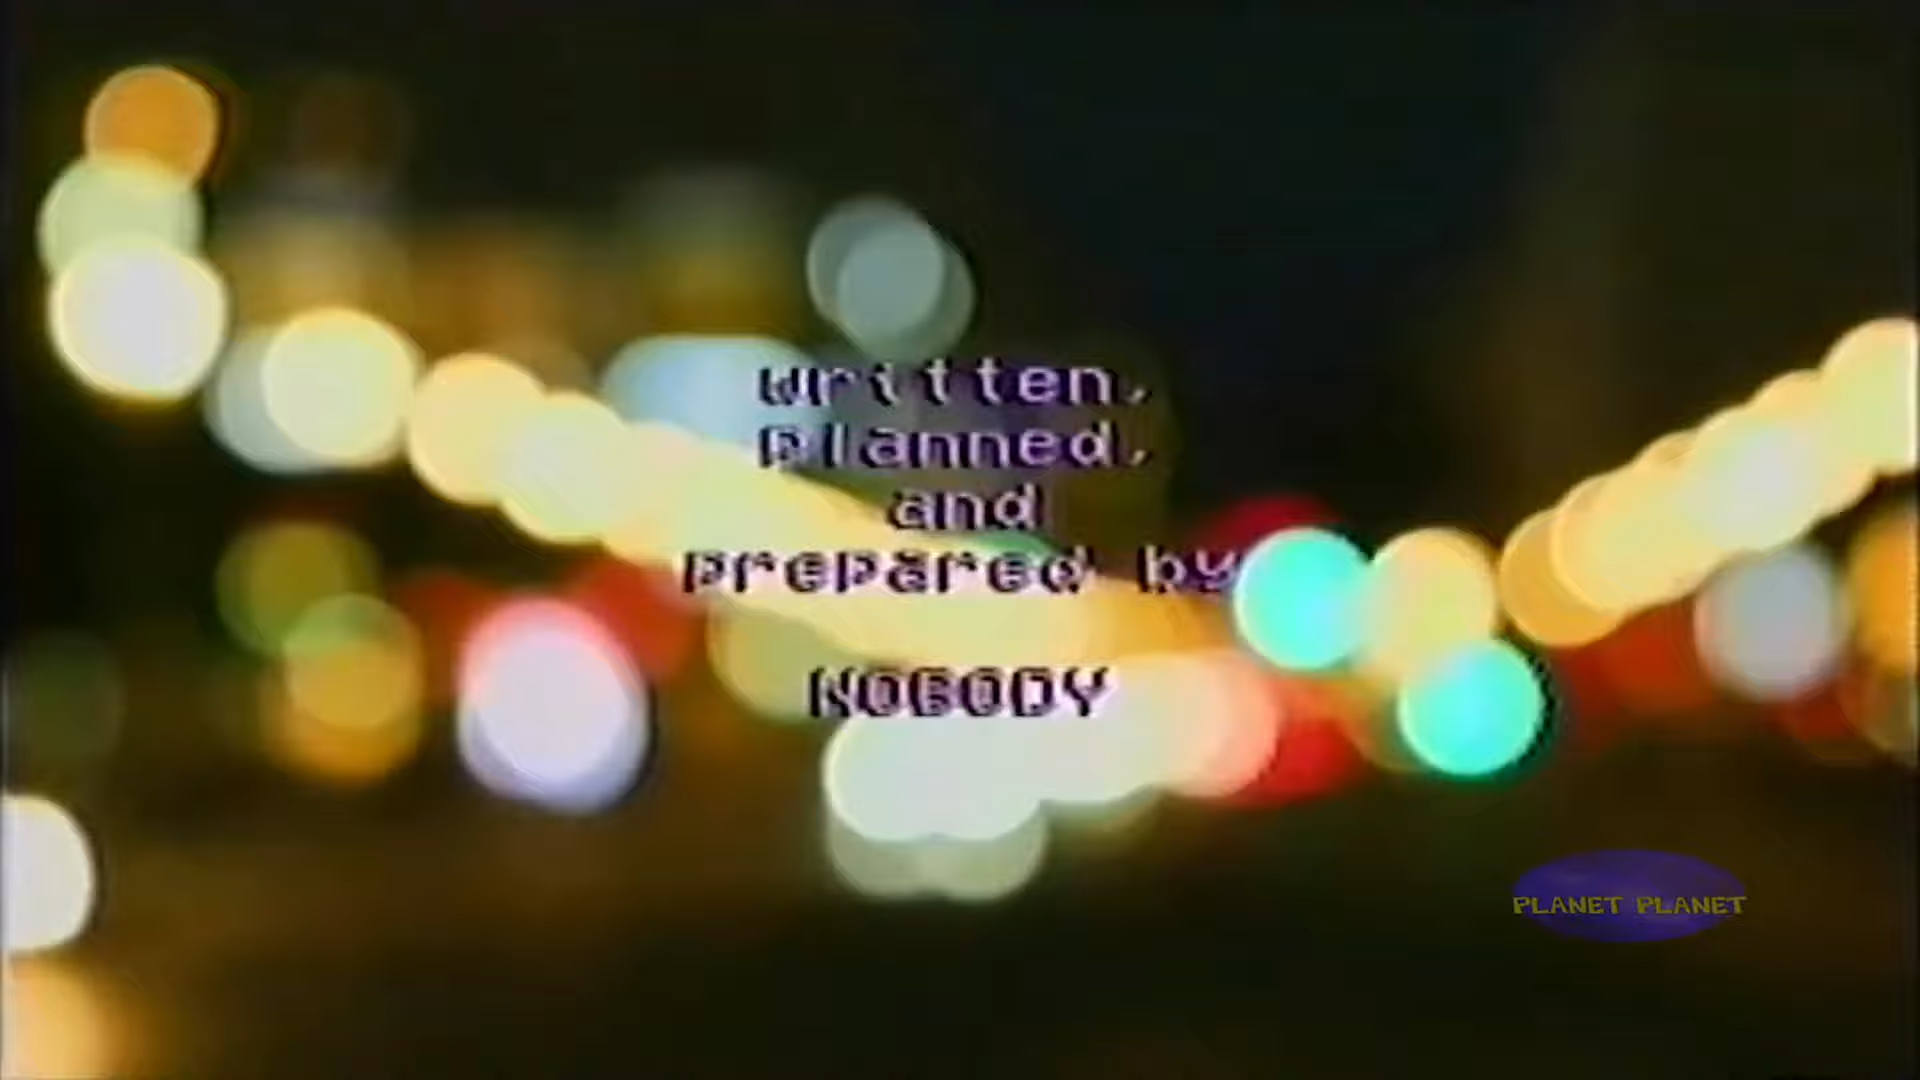 Written,
planned,
and
prepared by
NOBODY
PLANET PLANET